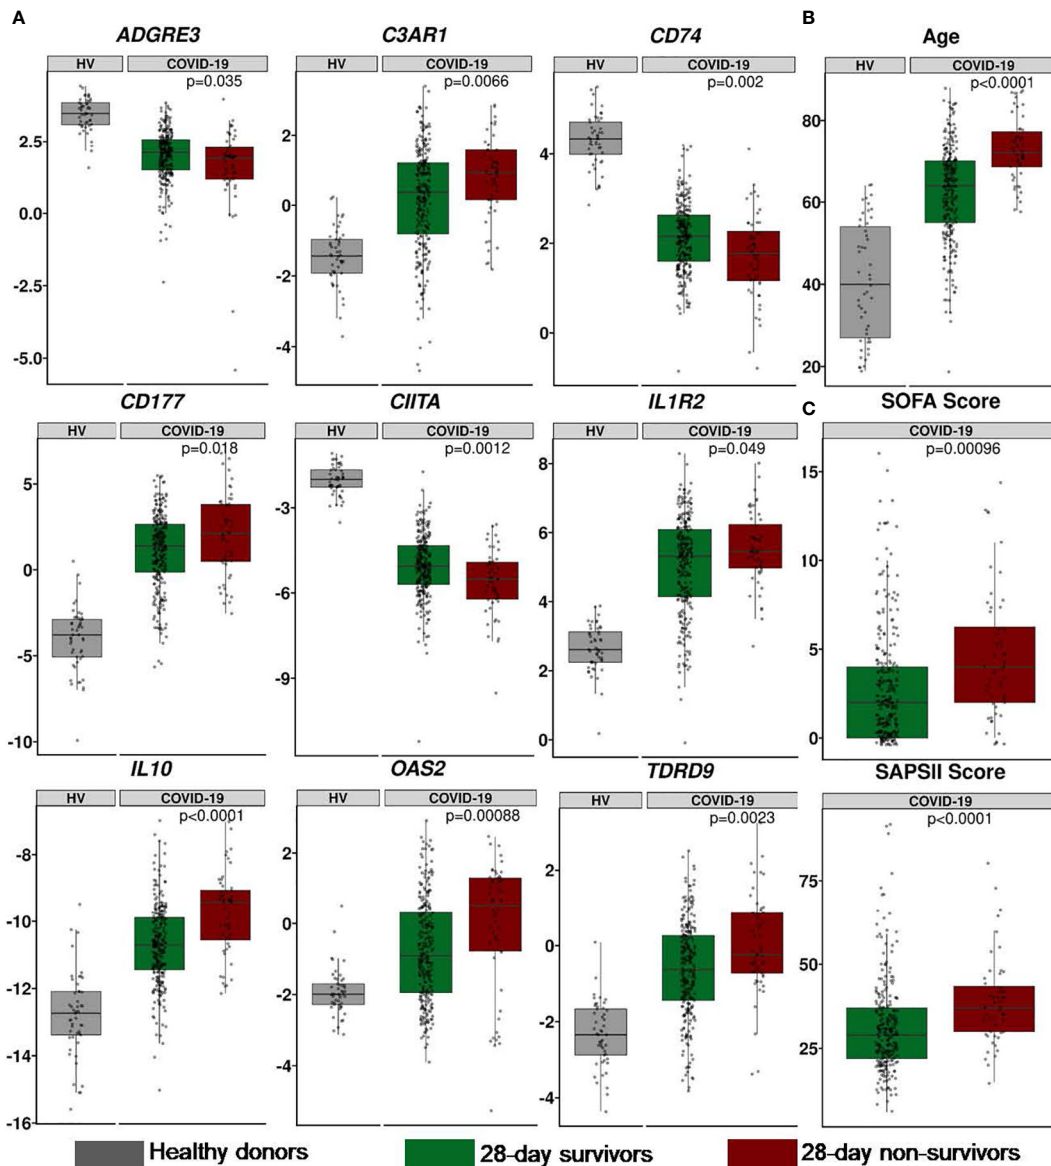 A
B
ADGRE3
C3AR1
CD74
Age
HV
COVID-19
HV
COVID-19
HV
COVID-19
HV
COVID-19
p=0.035
p=0.0066
p=0.002
p<0.0001
2.5
0.0
-2.5
-5.0
2
0
-2
-4
4
2
0
80
60
40
20
C
CD177
CIITA
IL1R2
SOFA Score
HV
COVID-19
HV
COVID-19
HV
COVID-19
COVID-19
p=0.018
p=0.0012
p=0.049
p=0.00096
5
0
-5
-10
-3
-6
-9
8
6
4
2
0
15
10
5
0
IL10
OAS2
TDRD9
SAPSII Score
HV
COVID-19
HV
COVID-19
HV
COVID-19
COVID-19
p<0.0001
p=0.00088
p=0.0023
p<0.0001
-8
-10
-12
-14
-16
2
0
-2
-4
2
0
-2
-4
75
50
25
Healthy donors
28-day survivors
28-day non-survivors